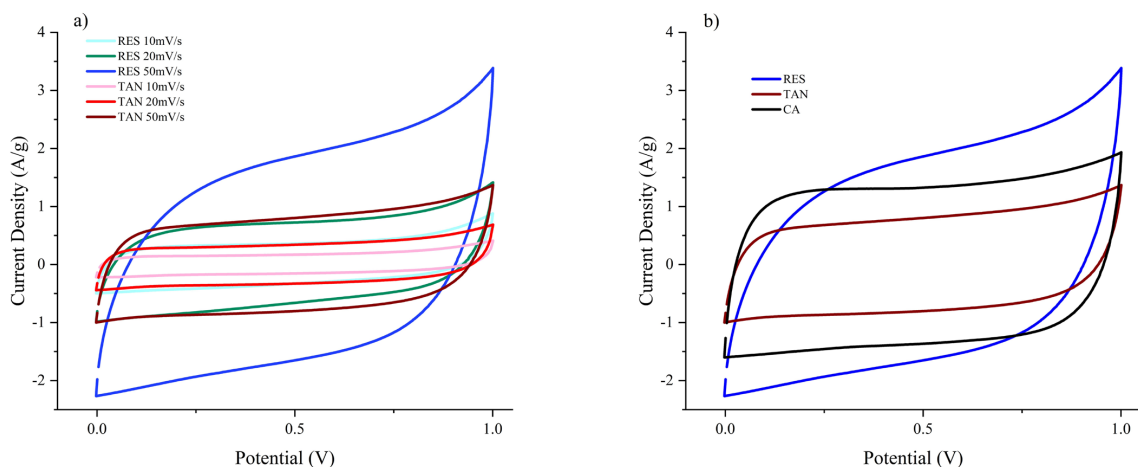 a)
RES 10mV/s
RES 20mV/s
RES 50mV/s
TAN 10mV/s
TAN 20mV/s
TAN 50mV/s
4
3
2
1
0
-1
-2
Current Density (A/g)
0.0
0.5
1.0
Potential (V)
b)
RES
TAN
CA
4
3
2
1
0
-1
-2
Current Density (A/g)
0.0
0.5
1.0
Potential (V)